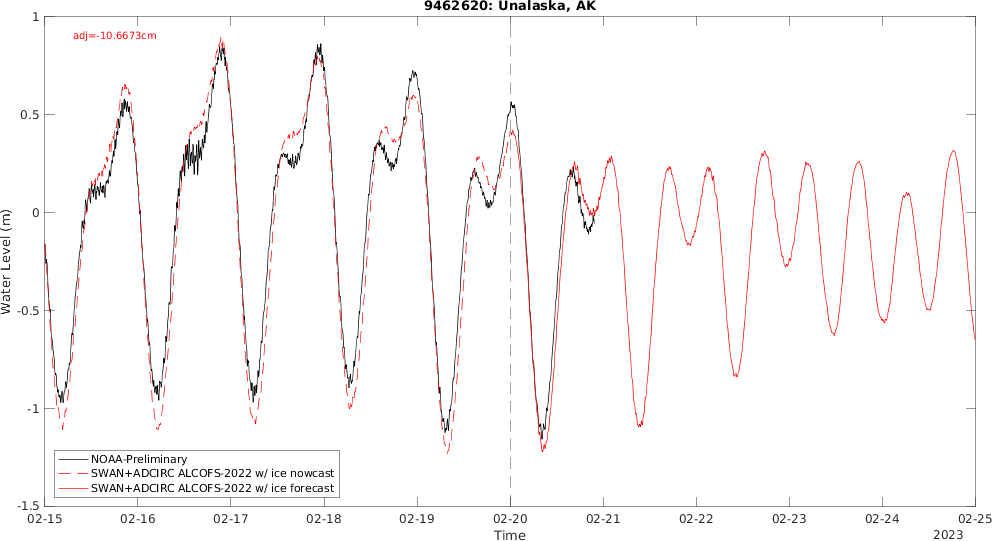 9462620: Unalaska, AK
adj=-10.6673cm
Water Level (m)
1
0.5
0
-0.5
-1
-1.5
NOAA-Preliminary
SWAN+ADCIRC ALCOFS-2022 w/ ice nowcast
SWAN+ADCIRC ALCOFS-2022 w/ ice forecast
02-15 02-16 02-17 02-18 02-19 02-20 02-21 02-22 02-23 02-24 02-25
Time
2023